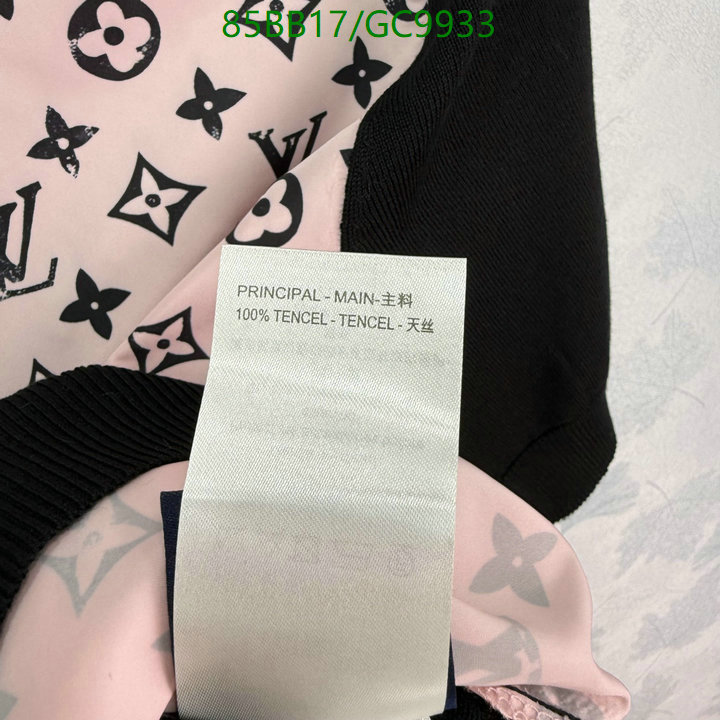 85BB17/GC9933
PRINCIPAL - MAIN-主料
100% TENCEL - TENCEL - 天丝